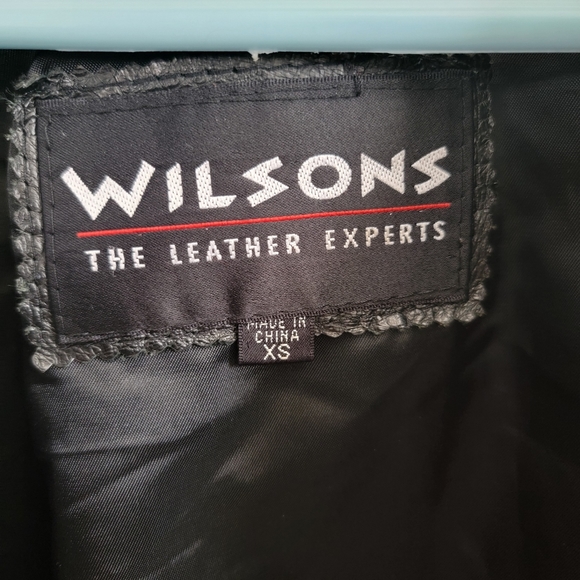 WILSONS
THE LEATHER EXPERTS
MADE IN
CHINA
XS